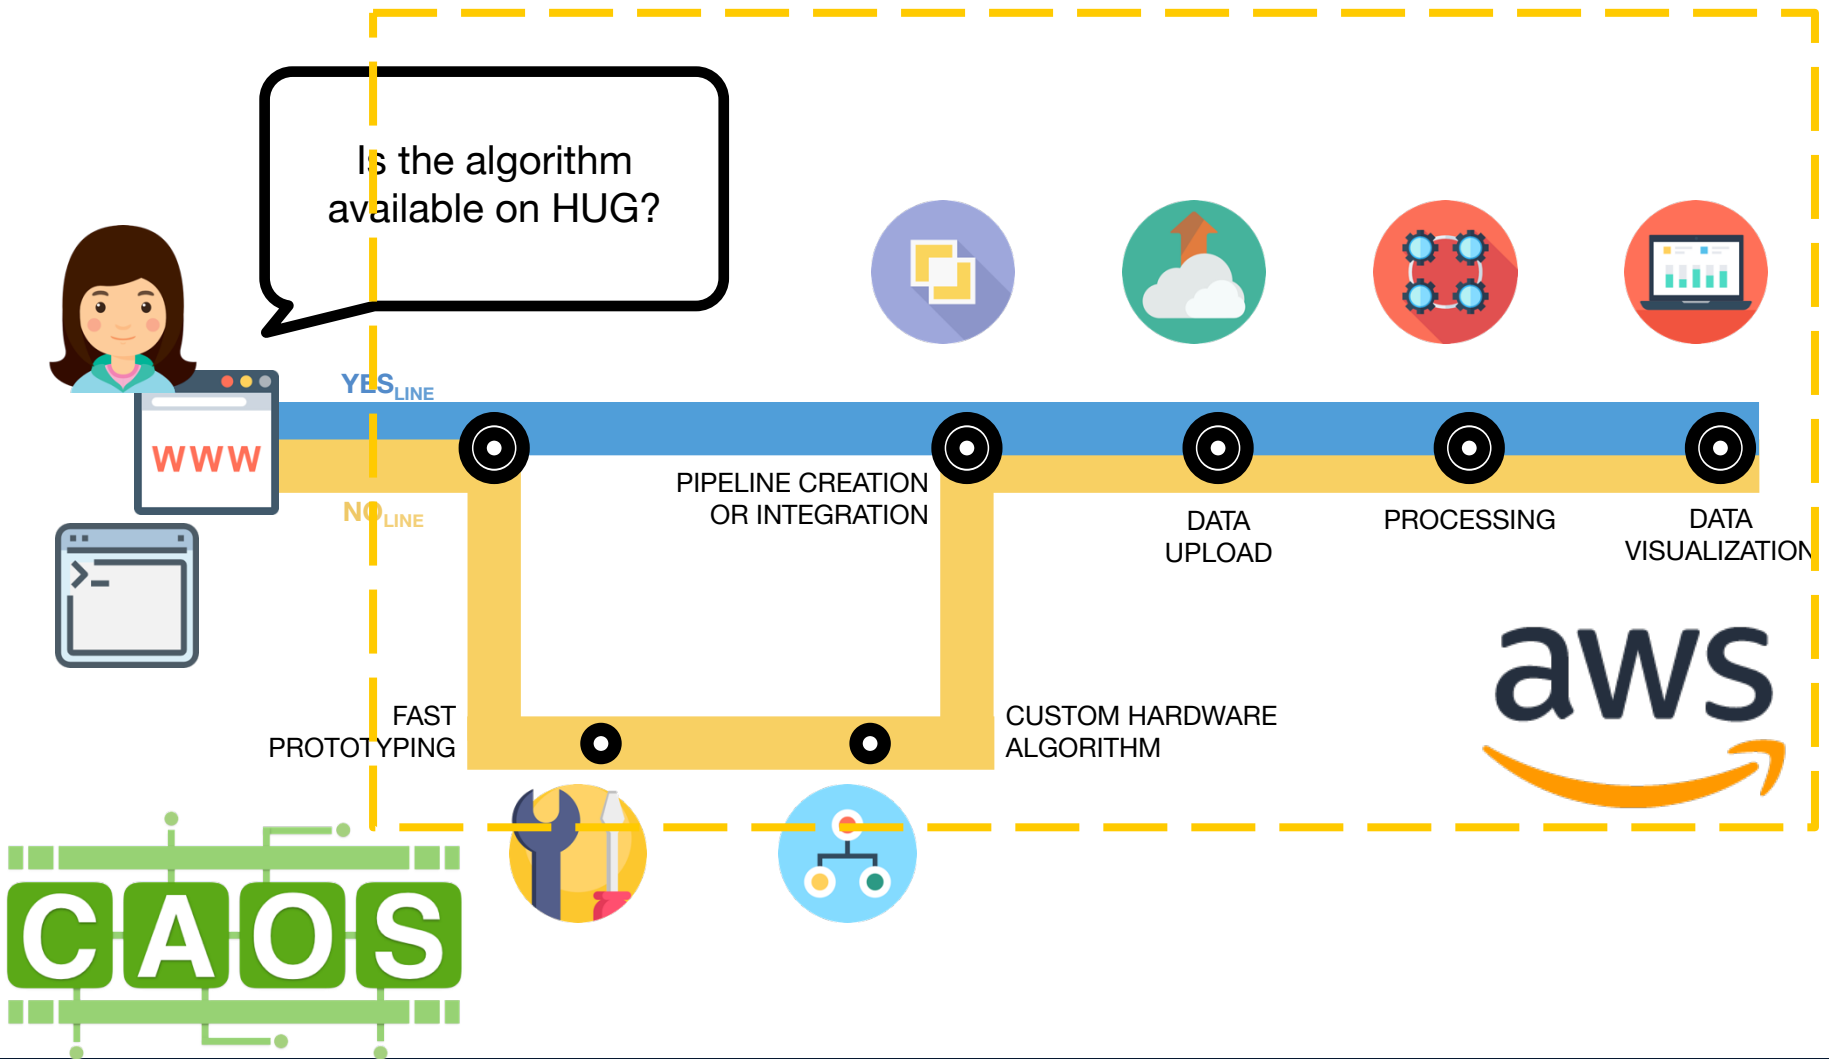 Is the algorithm
available on HUG?
YES LINE
WWW
NO LINE
>_
PIPELINE CREATION
OR INTEGRATION
DATA
UPLOAD
PROCESSING
DATA
VISUALIZATION
FAST
PROTOTYPING
CUSTOM HARDWARE
ALGORITHM
aws
CAOS